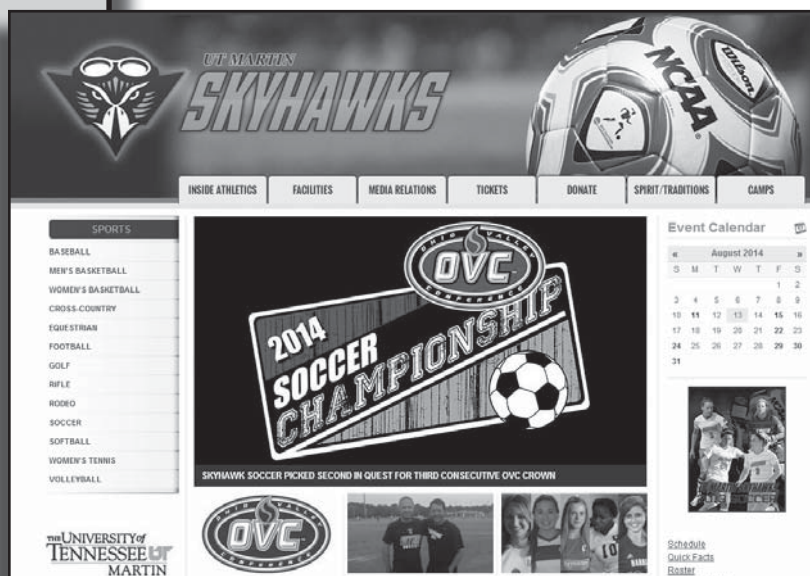 UT MARTIN
SKYHAWKS
NCAA
Wilson
INSIDE ATHLETICS
FACILITIES
MEDIA RELATIONS
TICKETS
DONATE
SPIRIT/TRADITIONS
CAMPS
SPORTS
BASEBALL
MEN'S BASKETBALL
WOMEN'S BASKETBALL
CROSS-COUNTRY
EQUESTRIAN
FOOTBALL
GOLF
RIFLE
RODEO
SOCCER
SOFTBALL
WOMEN'S TENNIS
VOLLEYBALL
THE UNIVERSITY of
TENNESSEE UT
MARTIN
OHIO VALLEY
OVC
CONFERENCE
2014
SOCCER
CHAMPIONSHIP
SKYHAWK SOCCER PICKED SECOND IN QUEST FOR THIRD CONSECUTIVE OVC CROWN
OHIO VALLEY
OVC
CONFERENCE
Event Calendar
« August 2014 »
S M T W T F S
1 2
3 4 5 6 7 8 9
10 11 12 13 14 15 16
17 18 19 20 21 22 23
24 25 26 27 28 29 30
31
Schedule
Quick Facts
Roster